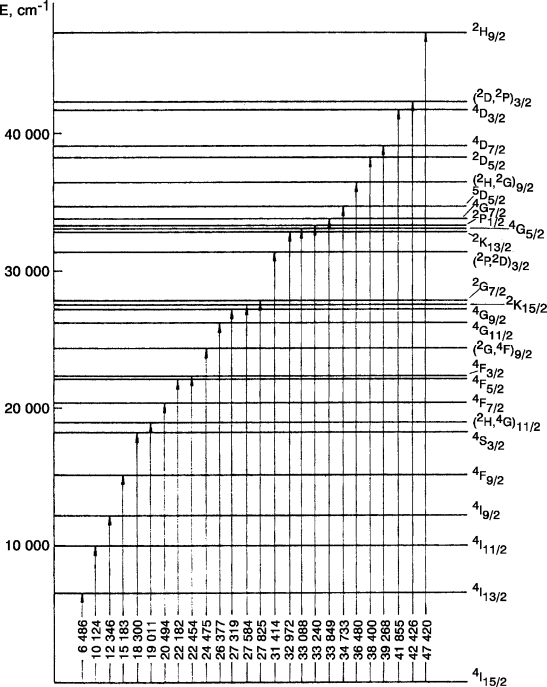 E, cm-1
2H9/2
(2D,2P)3/2
4D3/2
40 000
4D7/2
2D5/2
(2H,2G)9/2
5D5/2
4G7/2
2P1/2 4G5/2
2K13/2
(2P,2D)3/2
30 000
2G7/2
2K15/2
4G9/2
4G11/2
(2G,4F)9/2
4F3/2
4F5/2
20 000
4F7/2
(2H,4G)11/2
4S3/2
4F9/2
4I9/2
10 000
4I11/2
4I13/2
6 486
10 124
12 346
15 183
18 300
19 011
20 494
22 182
22 454
24 475
26 377
27 319
27 584
27 825
31 414
32 972
33 088
33 240
33 849
34 733
36 480
38 400
39 268
41 855
42 426
47 420
4I15/2